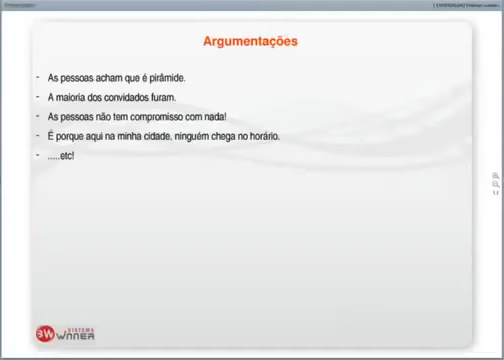 Argumentações
- As pessoas acham que é pirâmide.
- A maioria dos convidados furam.
- As pessoas não tem compromisso com nada!
- É porque aqui na minha cidade, ninguém chega no horário.
- .....etc!
SISTEMA
WINNER